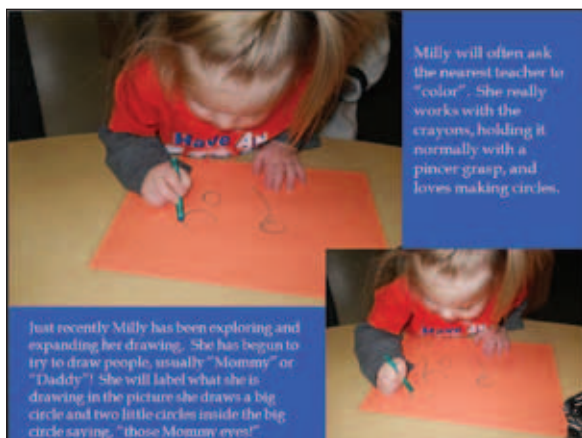 Milly will often ask
the nearest teacher to
"color". She really
works with the
crayons, holding it
normally with a
pincer grasp, and
loves making circles.
Have
Just recently Milly has been exploring and
expanding her drawing. She has begun to
try to draw people, usually "Mommy" or
"Daddy"! She will label what she is
drawing in the picture she draws a big
circle and two little circles inside the big
circle saying, "those Mommy eyes!"